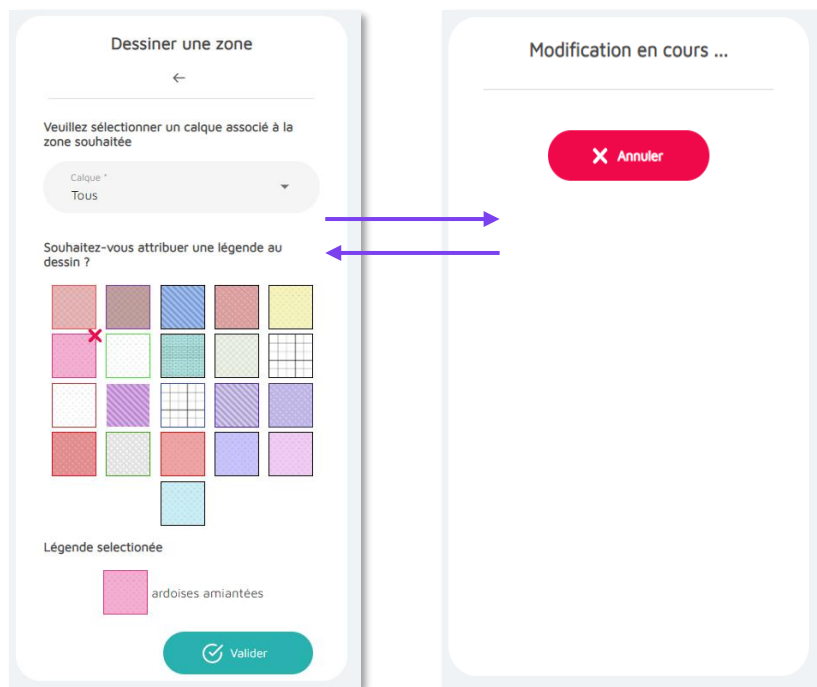 Dessiner une zone
Veuillez sélectionner un calque associé à la
zone souhaitée
Calque *
Tous
Souhaitez-vous attribuer une légende au
dessin ?
Légende selectionée
ardoises amiantées
Valider
Modification en cours ...
Annuler